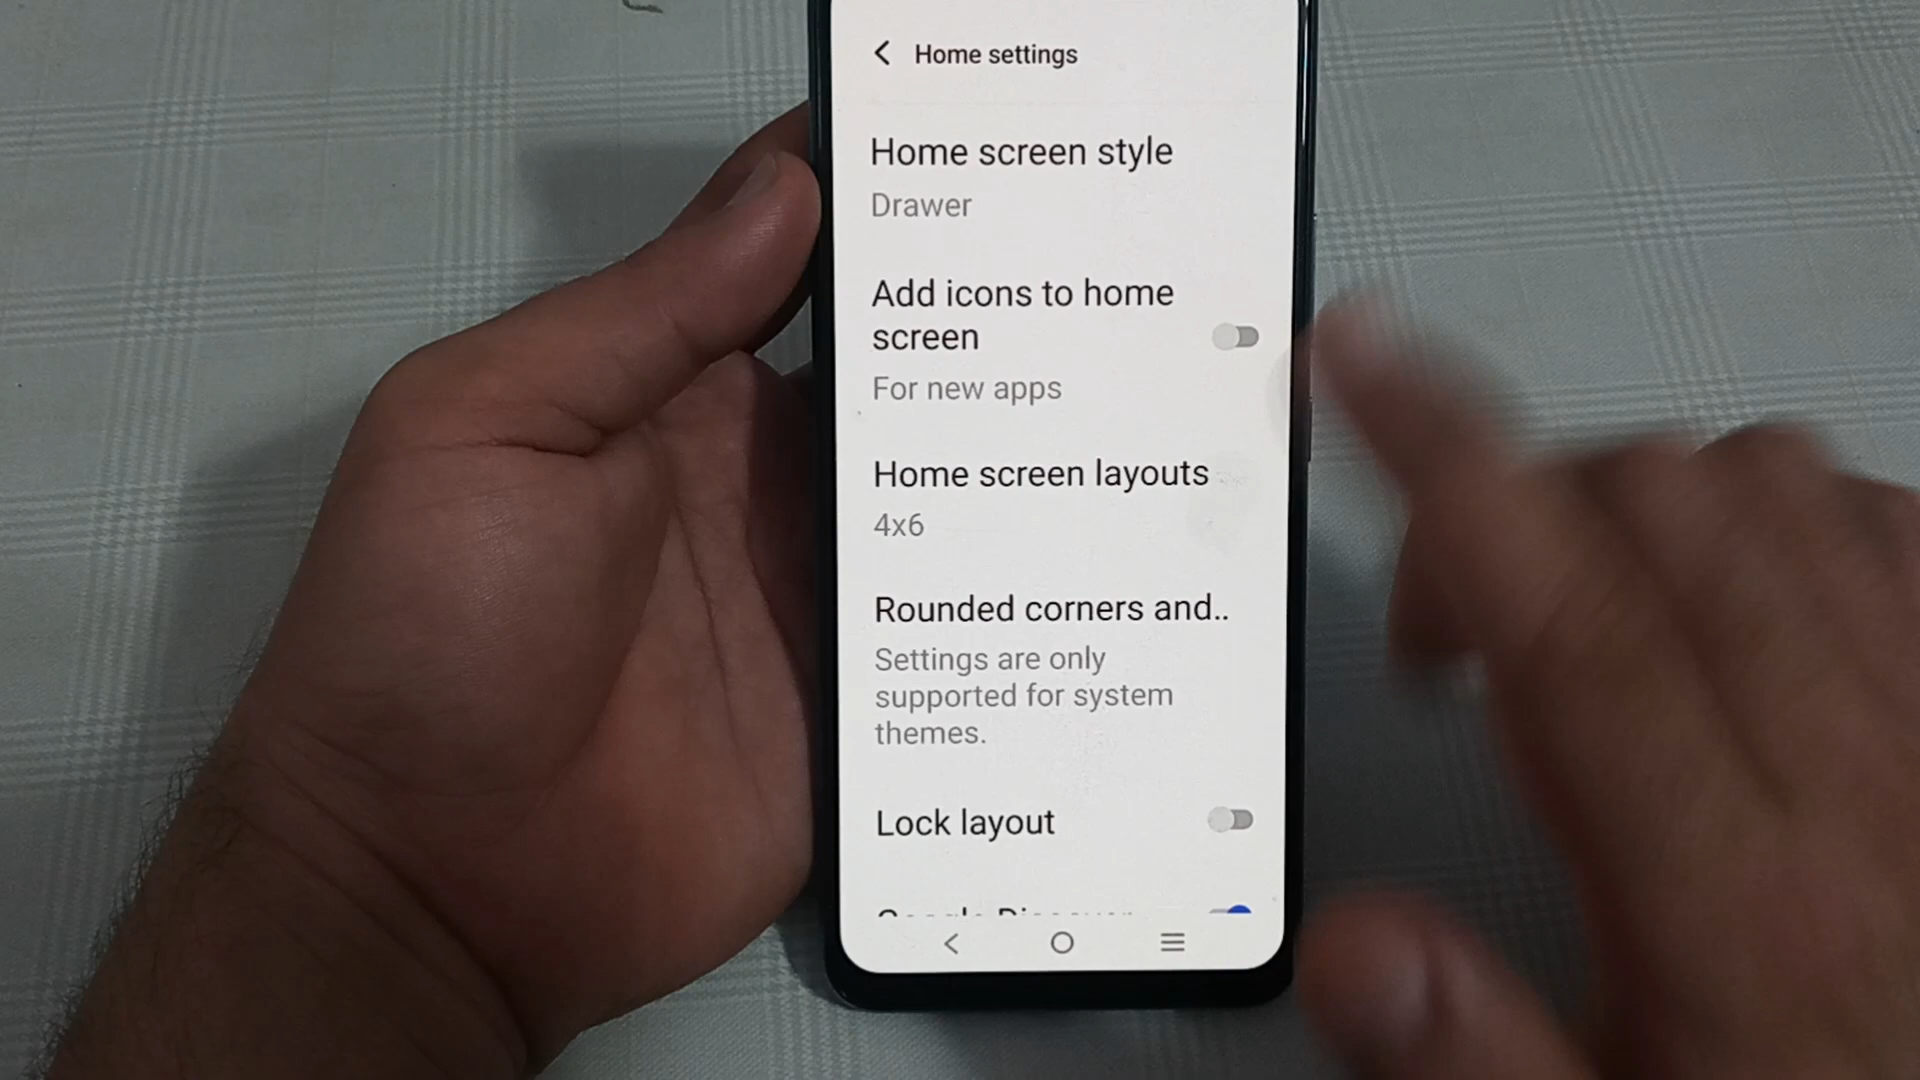 Home settings
Home screen style
Drawer
Add icons to home
screen
For new apps
Home screen layouts
4x6
Rounded corners and..
Settings are only
supported for system
themes.
Lock layout